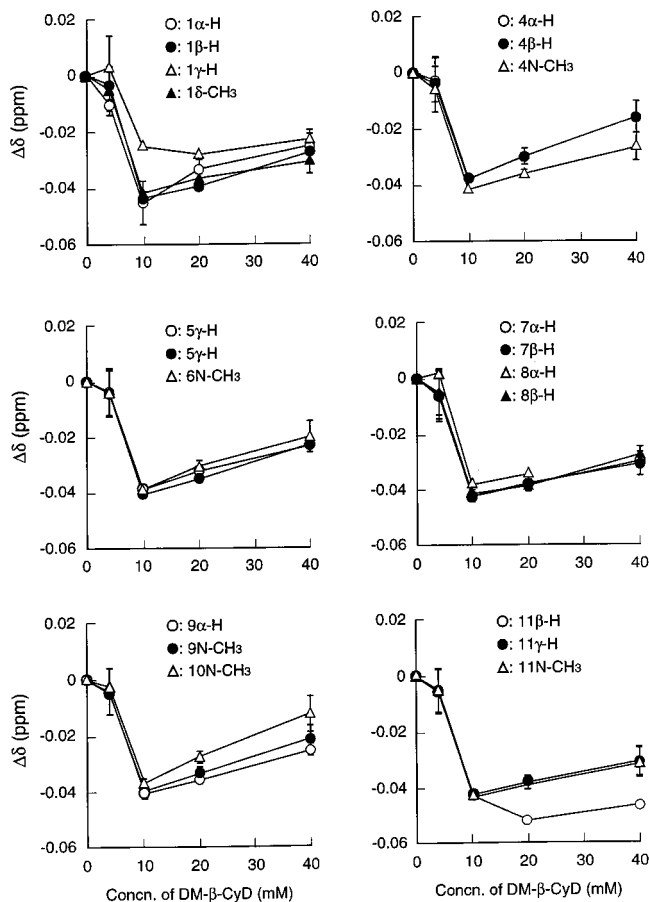 ○: 1α-H
●: 1β-H
△: 1γ-H
▲: 1δ-CH3
0.02
0
-0.02
-0.04
-0.06
Δδ (ppm)
0 10 20 30 40
○: 4α-H
●: 4β-H
△: 4N-CH3
0.02
0
-0.02
-0.04
-0.06
0 10 20 30 40
○: 5γ-H
●: 5γ-H
△: 6N-CH3
0.02
0
-0.02
-0.04
-0.06
Δδ (ppm)
0 10 20 30 40
○: 7α-H
●: 7β-H
△: 8α-H
▲: 8β-H
0.02
0
-0.02
-0.04
-0.06
0 10 20 30 40
○: 9α-H
●: 9N-CH3
△: 10N-CH3
0.02
0
-0.02
-0.04
-0.06
Δδ (ppm)
0 10 20 30 40
Concn. of DM-β-CyD (mM)
○: 11β-H
●: 11γ-H
△: 11N-CH3
0.02
0
-0.02
-0.04
-0.06
0 10 20 30 40
Concn. of DM-β-CyD (mM)